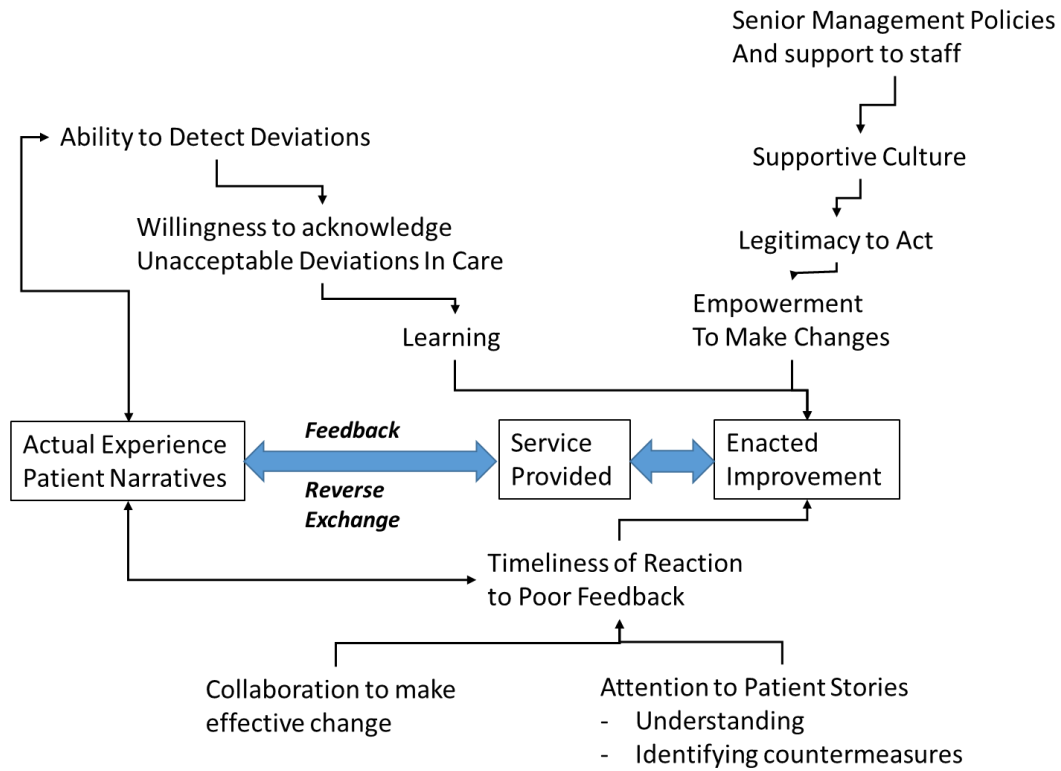 Senior Management Policies
And support to staff
Ability to Detect Deviations
Supportive Culture
Willingness to acknowledge
Unacceptable Deviations In Care
Legitimacy to Act
Learning
Empowerment
To Make Changes
Actual Experience
Patient Narratives
Feedback
Reverse
Exchange
Service
Provided
Enacted
Improvement
Timeliness of Reaction
to Poor Feedback
Collaboration to make
effective change
Attention to Patient Stories
- Understanding
- Identifying countermeasures